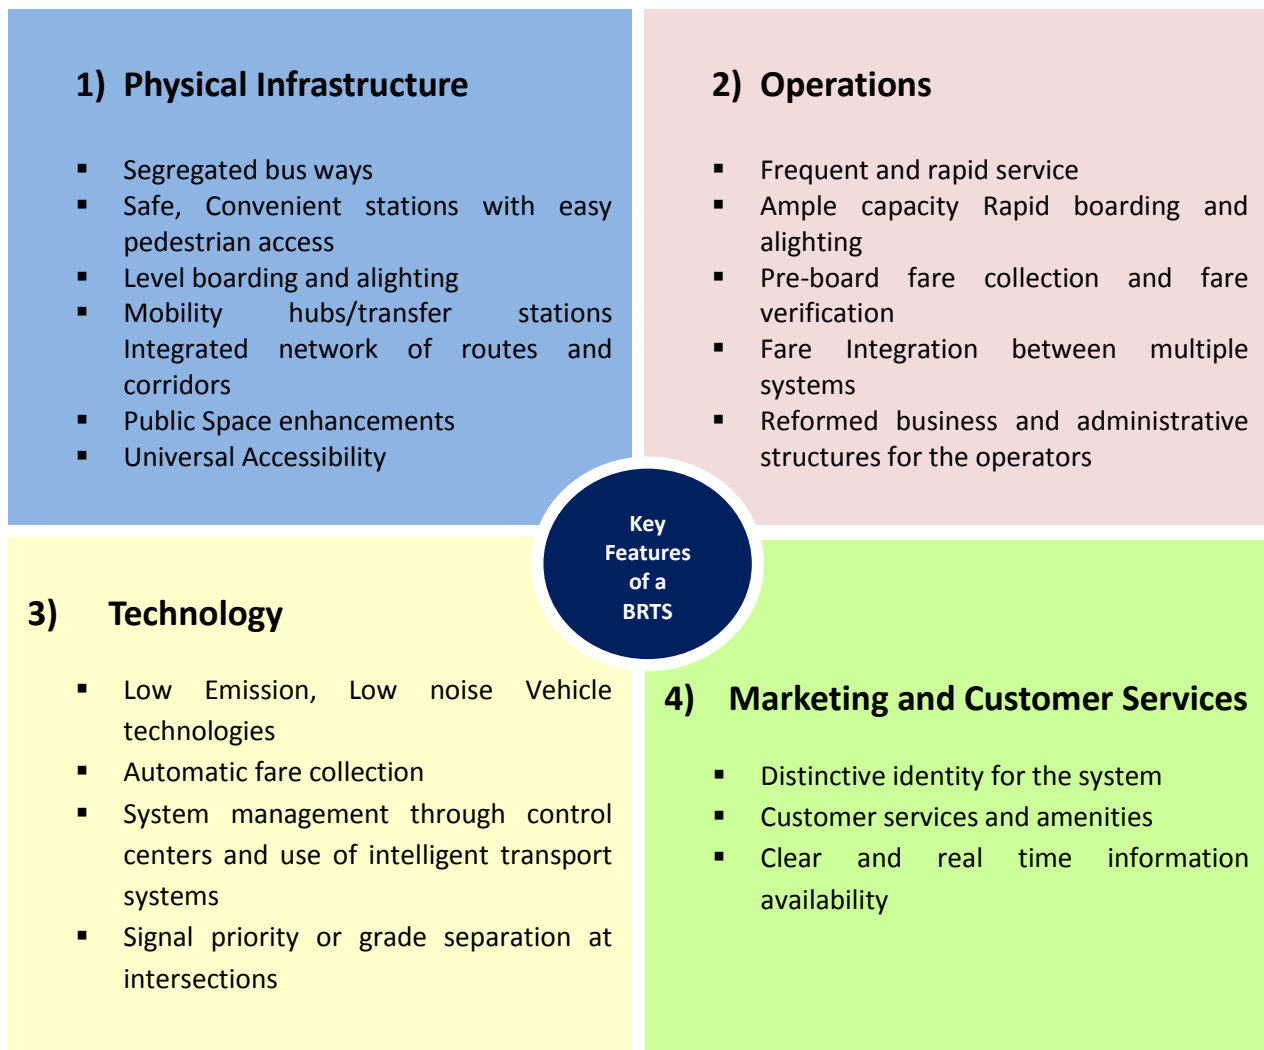 1) Physical Infrastructure
▪ Segregated bus ways
▪ Safe, Convenient stations with easy
pedestrian access
▪ Level boarding and alighting
▪ Mobility hubs/transfer stations
Integrated network of routes and
corridors
▪ Public Space enhancements
▪ Universal Accessibility
2) Operations
▪ Frequent and rapid service
▪ Ample capacity Rapid boarding and
alighting
▪ Pre-board fare collection and fare
verification
▪ Fare Integration between multiple
systems
▪ Reformed business and administrative
structures for the operators
Key
Features
of a
BRTS
3) Technology
▪ Low Emission, Low noise Vehicle
technologies
▪ Automatic fare collection
▪ System management through control
centers and use of intelligent transport
systems
▪ Signal priority or grade separation at
intersections
4) Marketing and Customer Services
▪ Distinctive identity for the system
▪ Customer services and amenities
▪ Clear and real time information
availability